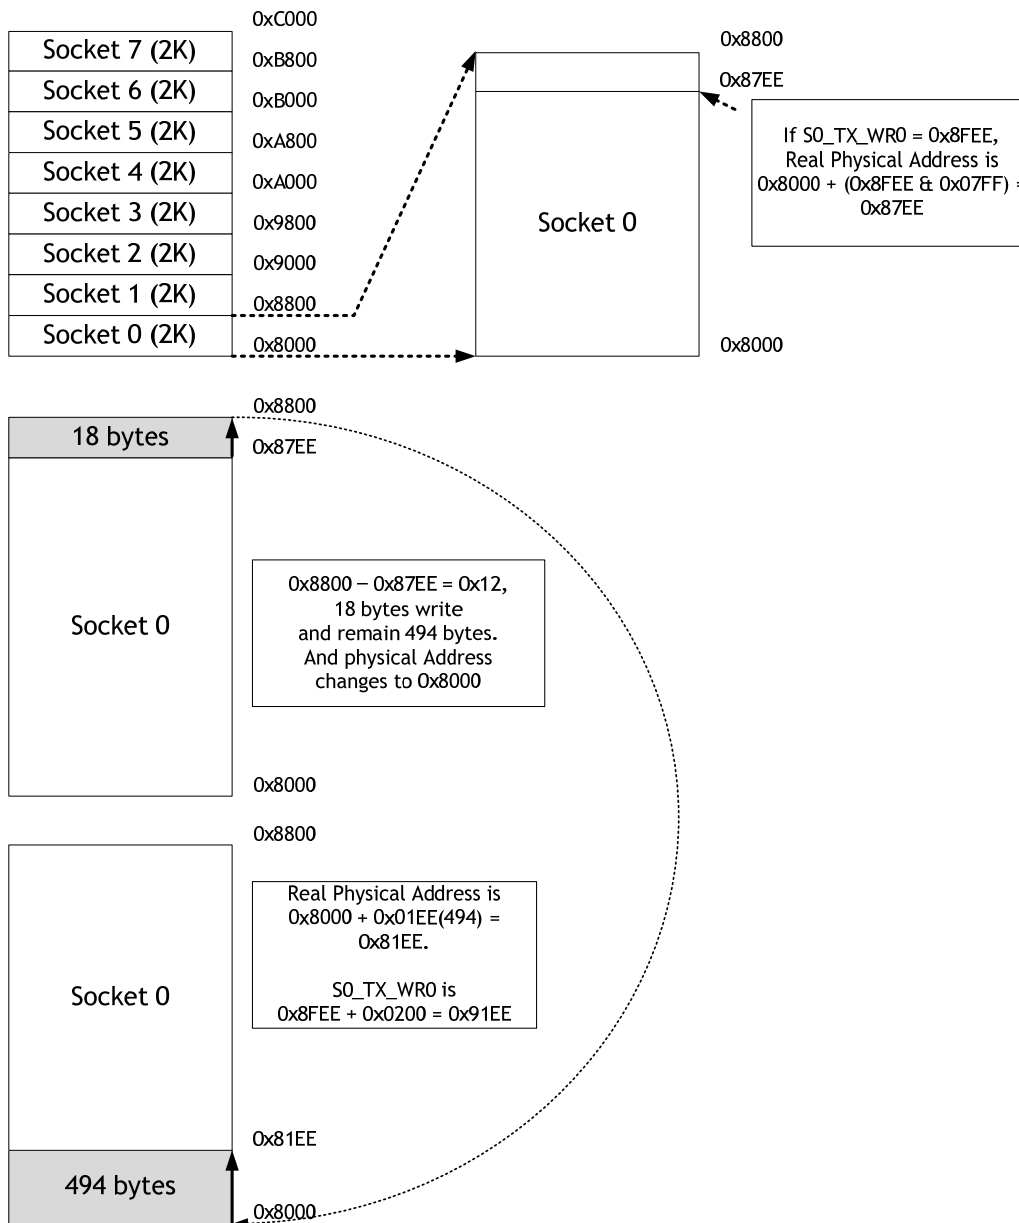 0xC000
Socket 7 (2K)
0xB800
Socket 6 (2K)
0xB000
Socket 5 (2K)
0xA800
Socket 4 (2K)
0xA000
Socket 3 (2K)
0x9800
Socket 2 (2K)
0x9000
Socket 1 (2K)
0x8800
Socket 0 (2K)
0x8000
0x8800
0x87EE
Socket 0
0x8000
If S0_TX_WR0 = 0x8FEE,
Real Physical Address is
0x8000 + (0x8FEE & 0x07FF) =
0x87EE
0x8800
18 bytes
0x87EE
Socket 0
0x8800 – 0x87EE = 0x12,
18 bytes write
and remain 494 bytes.
And physical Address
changes to 0x8000
0x8000
0x8800
Socket 0
Real Physical Address is
0x8000 + 0x01EE(494) =
0x81EE.
S0_TX_WR0 is
0x8FEE + 0x0200 = 0x91EE
0x81EE
494 bytes
0x8000